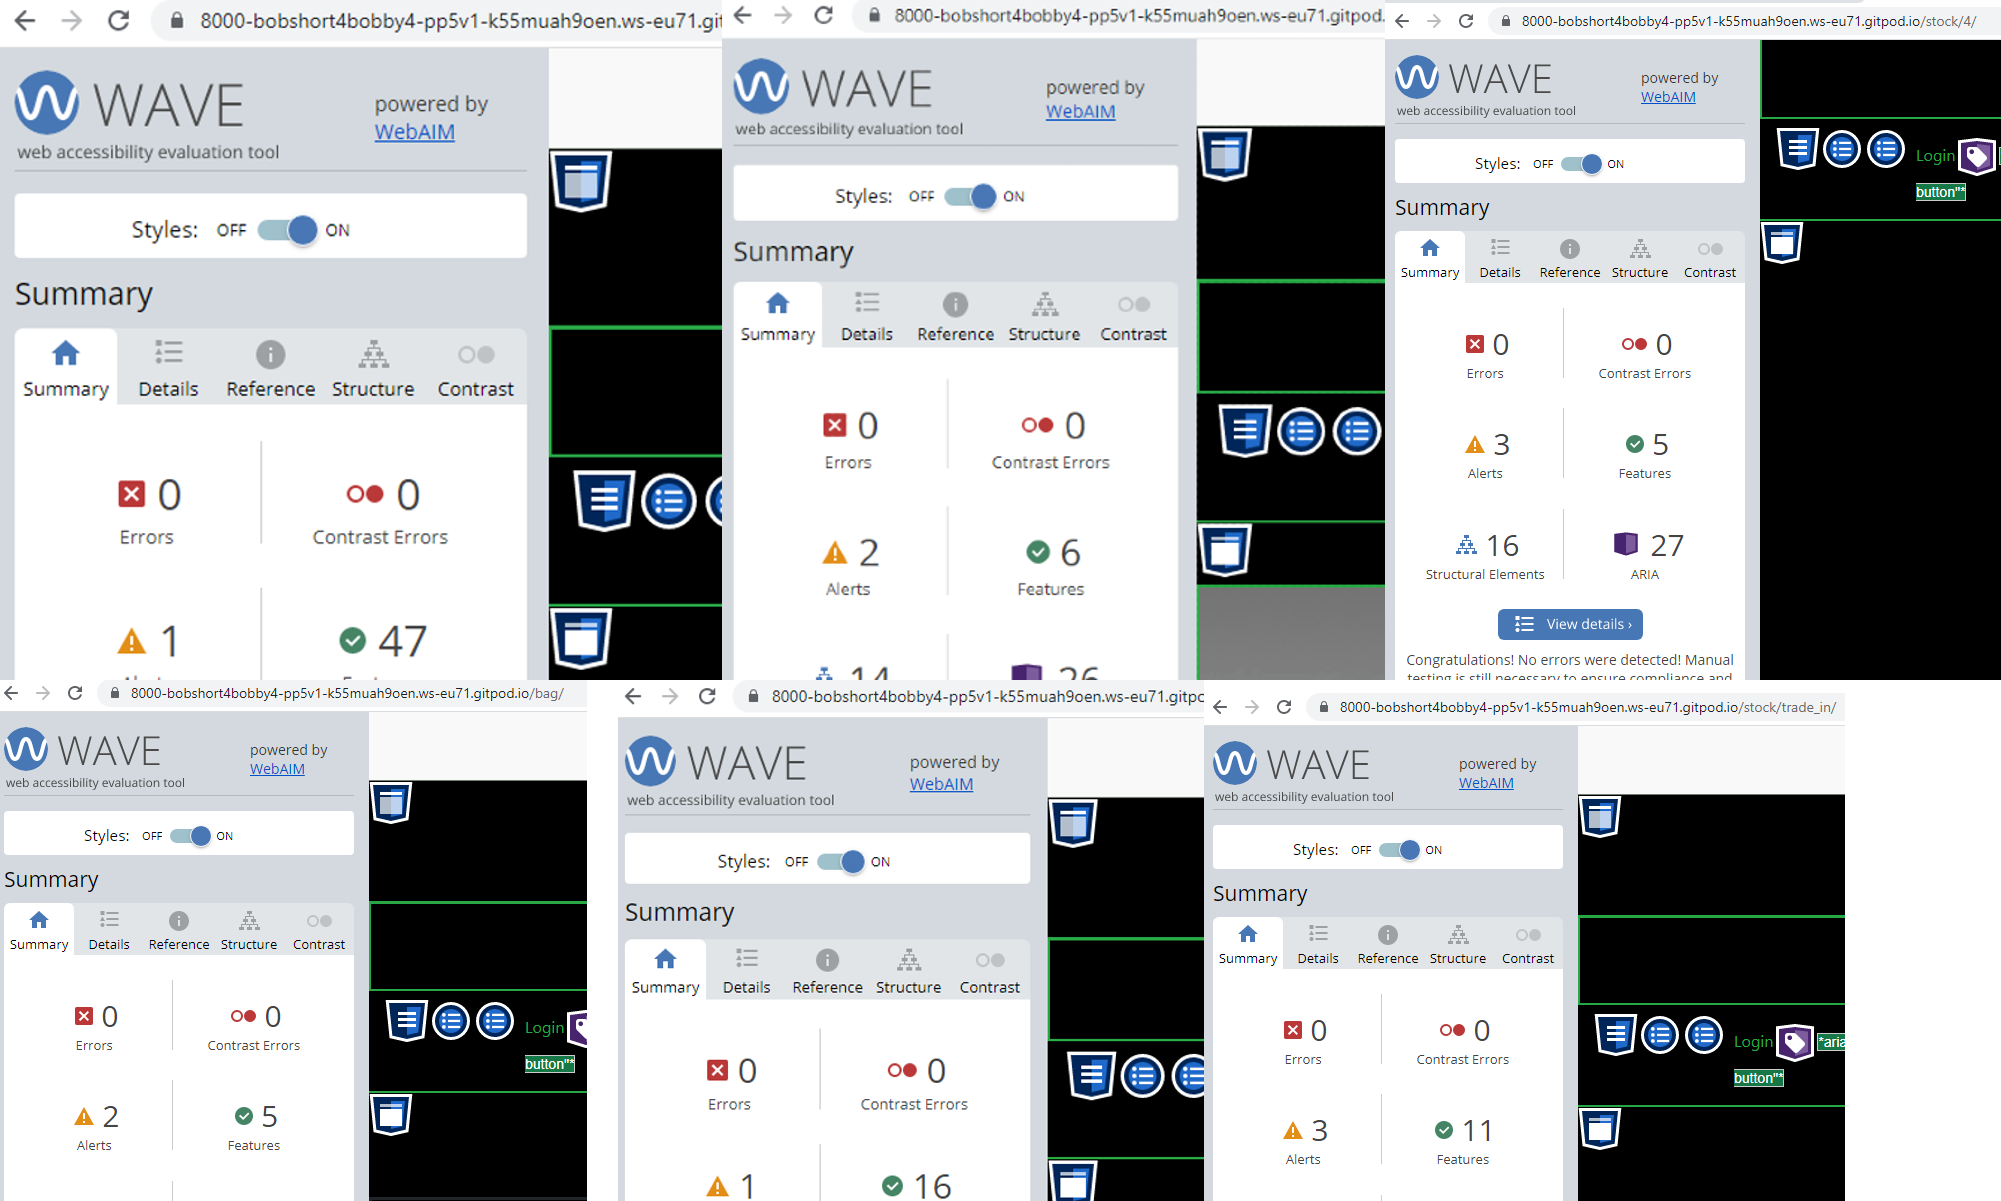 8000-bobshort4bobby4-pp5v1-k55muah9oen.ws-eu71.git
WAVE
powered by
WebAIM
web accessibility evaluation tool
Styles: OFF ON
Summary
Summary Details Reference Structure Contrast
0 0
Errors Contrast Errors
1 47
8000-bobshort4bobby4-pp5v1-k55muah9oen.ws-eu71.gitpod.
WAVE
powered by
WebAIM
web accessibility evaluation tool
Styles: OFF ON
Summary
Summary Details Reference Structure Contrast
0 0
Errors Contrast Errors
2 6
Alerts Features
14 26
8000-bobshort4bobby4-pp5v1-k55muah9oen.ws-eu71.gitpod.io/stock/4/
WAVE
powered by
WebAIM
web accessibility evaluation tool
Styles: OFF ON
Summary
Summary Details Reference Structure Contrast
0 0
Errors Contrast Errors
3 5
Alerts Features
16 27
Structural Elements ARIA
View details ›
Congratulations! No errors were detected! Manual
testing is still necessary to ensure compliance and
Login
button"*
8000-bobshort4bobby4-pp5v1-k55muah9oen.ws-eu71.gitpod.io/bag/
WAVE
powered by
WebAIM
web accessibility evaluation tool
Styles: OFF ON
Summary
Summary Details Reference Structure Contrast
0 0
Errors Contrast Errors
2 5
Alerts Features
Login
button"*
8000-bobshort4bobby4-pp5v1-k55muah9oen.ws-eu71.gitpo
WAVE
powered by
WebAIM
web accessibility evaluation tool
Styles: OFF ON
Summary
Summary Details Reference Structure Contrast
0 0
Errors Contrast Errors
1 16
8000-bobshort4bobby4-pp5v1-k55muah9oen.ws-eu71.gitpod.io/stock/trade_in/
WAVE
powered by
WebAIM
web accessibility evaluation tool
Styles: OFF ON
Summary
Summary Details Reference Structure Contrast
0 0
Errors Contrast Errors
3 11
Alerts Features
Login *aria
button"*